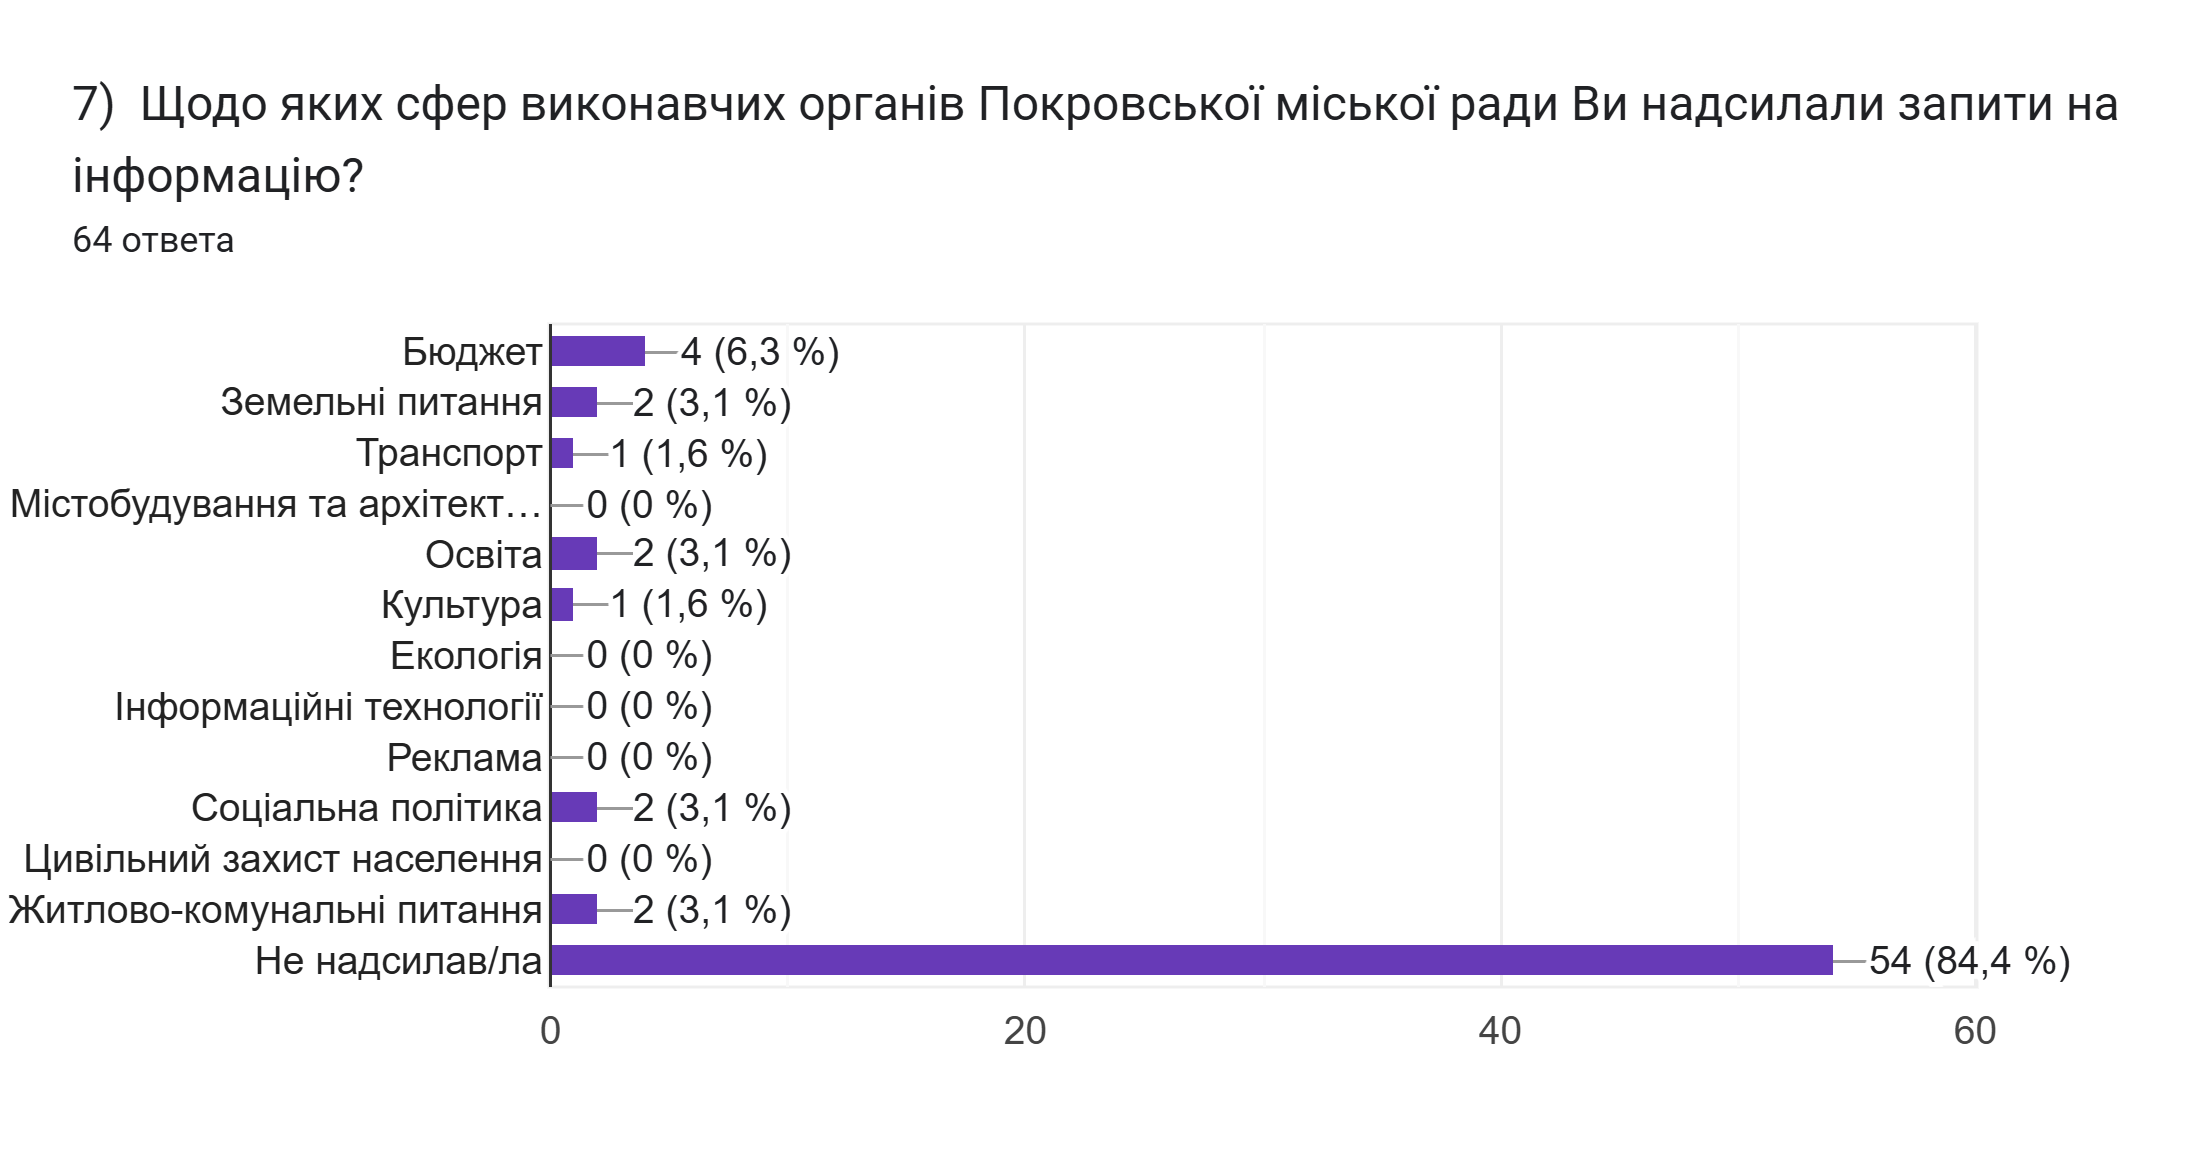 7) Щодо яких сфер виконавчих органів Покровської міської ради Ви надсилали запити на
інформацію?
64 ответа
Бюджет 4 (6,3 %)
Земельні питання 2 (3,1 %)
Транспорт 1 (1,6 %)
Містобудування та архітект… 0 (0 %)
Освіта 2 (3,1 %)
Культура 1 (1,6 %)
Екологія 0 (0 %)
Інформаційні технології 0 (0 %)
Реклама 0 (0 %)
Соціальна політика 2 (3,1 %)
Цивільний захист населення 0 (0 %)
Житлово-комунальні питання 2 (3,1 %)
Не надсилав/ла 54 (84,4 %)
0 20 40 60